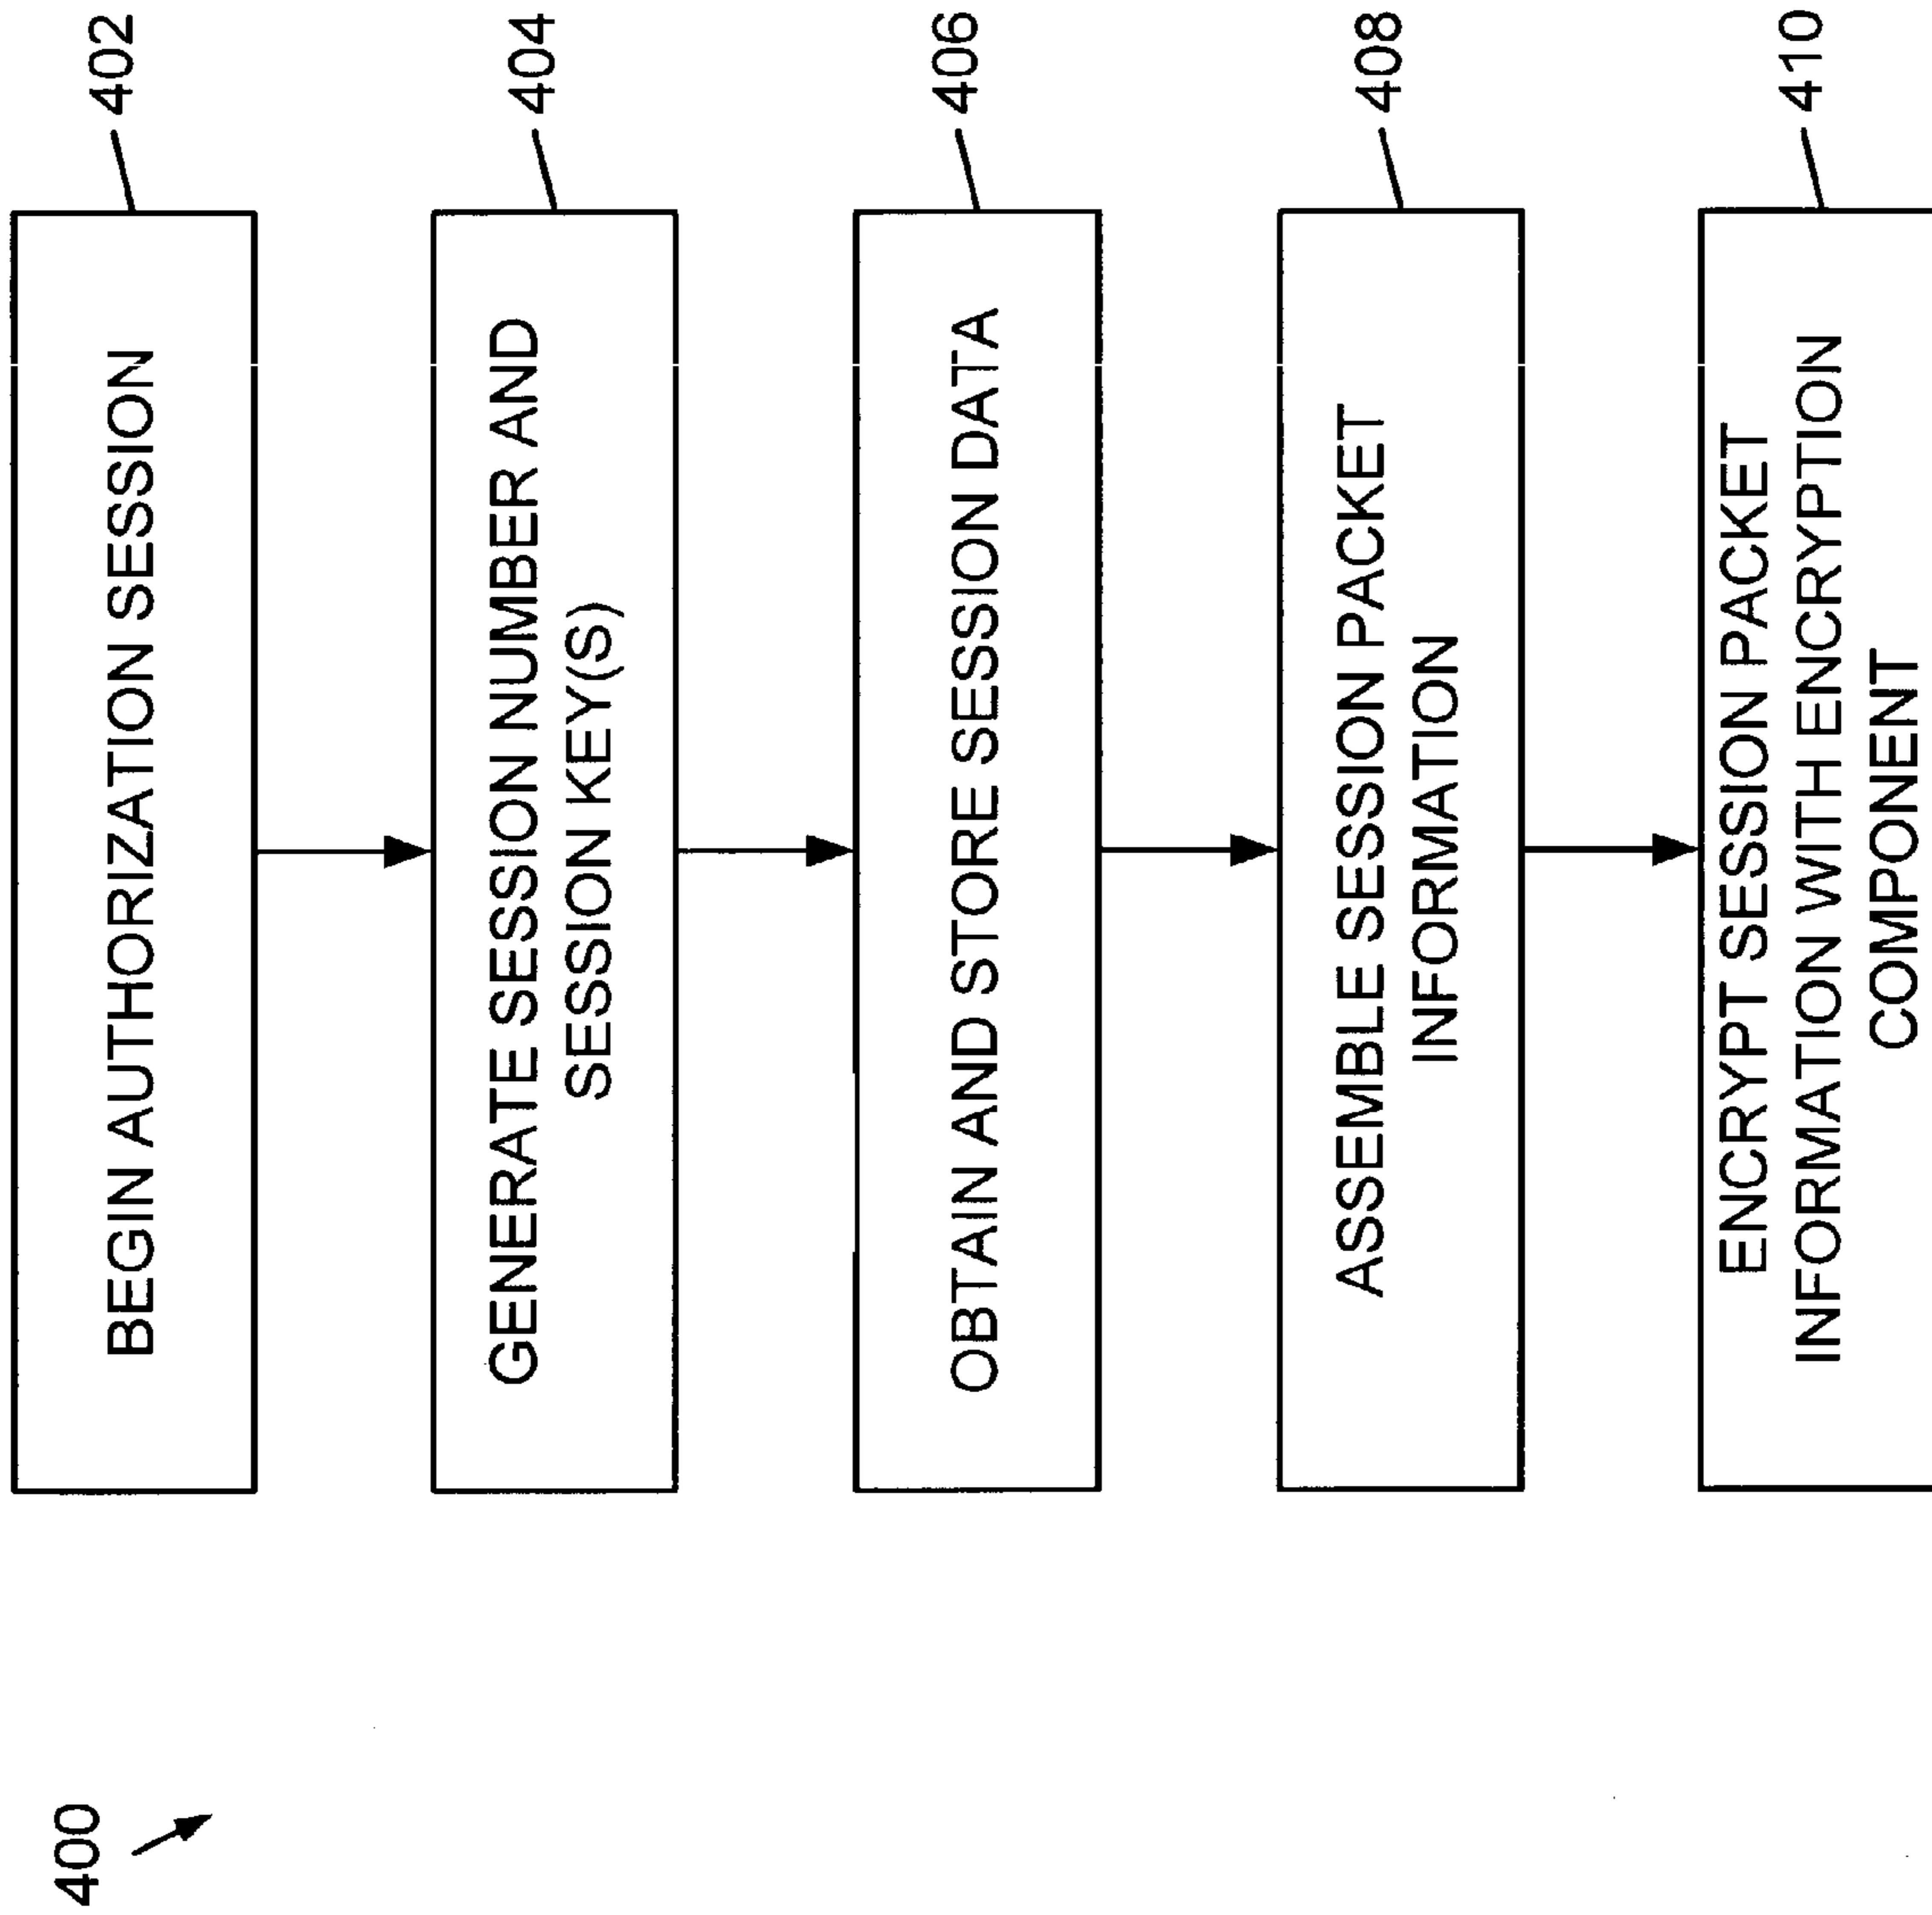 400
BEGIN AUTHORIZATION SESSION
402
GENERATE SESSION NUMBER AND
SESSION KEY(S)
404
OBTAIN AND STORE SESSION DATA
406
ASSEMBLE SESSION PACKET
INFORMATION
408
ENCRYPT SESSION PACKET
INFORMATION WITH ENCRYPTION
COMPONENT
410